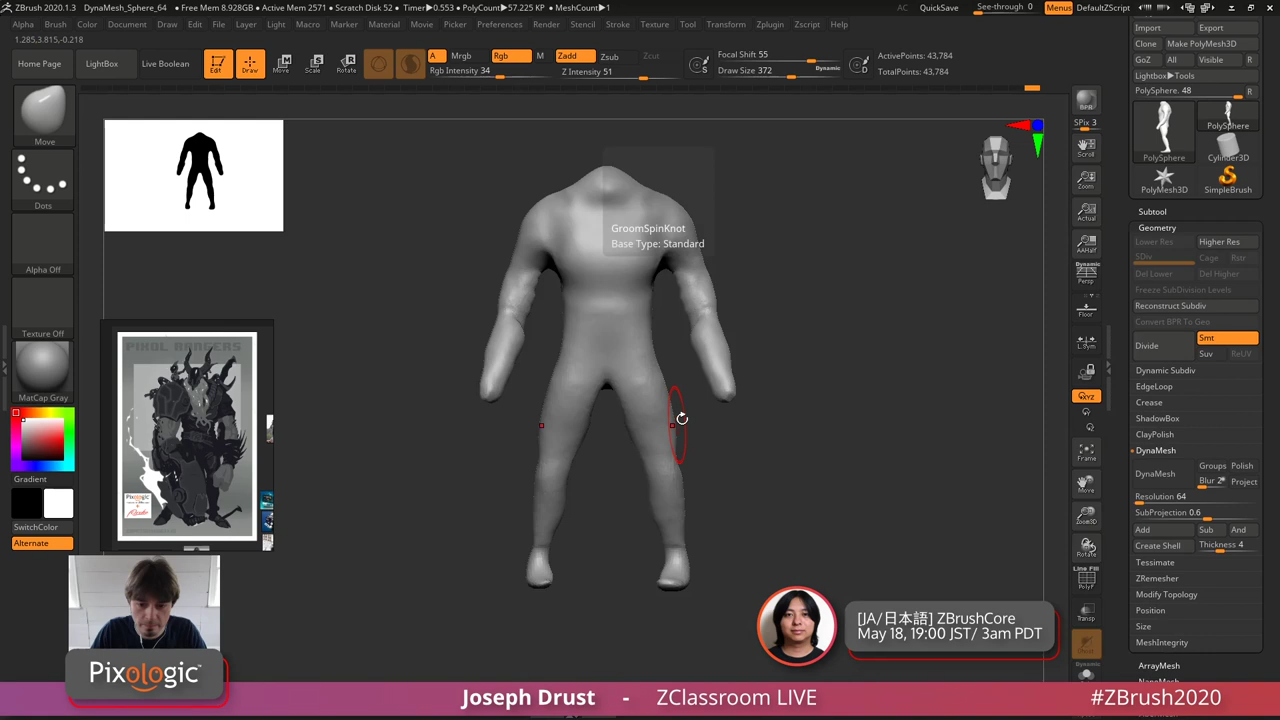 ZBrush 2020.1.3
DynaMesh_Sphere_64
• Free Mem 8.928GB • Active Mem 2571 • Scratch Disk 52 • Timer▶0.553 • PolyCount▶57.225 KP • MeshCount▶1
AC
QuickSave
See-through 0
Menus
DefaultZScript
Alpha Brush Color Document Draw Edit File Layer Light Macro Marker Material Movie Picker Preferences Render Stencil Stroke Texture Tool Transform Zplugin Zscript Help
1.285,3.815,-0.218
Home Page
LightBox
Live Boolean
Edit
Draw
Move
Scale
Rotate
A
Mrgb
Rgb
M
Rgb Intensity 34
Zadd
Zsub
Zcut
Z Intensity 51
S
Focal Shift 55
Draw Size 372
Dynamic
D
ActivePoints: 43,784
TotalPoints: 43,784
Move
Dots
Alpha Off
Texture Off
MatCap Gray
Gradient
SwitchColor
Alternate
PIXOL RANGERS
Pixologic
GroomSpinKnot
Base Type: Standard
BPR
SPix 3
Scroll
Zoom
Actual
AAHalf
Dynamic
Persp
Floor
L.Sym
XYZ
Frame
Move
Zoom3D
Rotate
Line Fill
PolyF
Transp
Ghost
Dynamic
Import
Export
Clone
Make PolyMesh3D
GoZ
All
Visible
R
Lightbox▶Tools
PolySphere. 48
R
PolySphere
PolySphere
Cylinder3D
PolyMesh3D
SimpleBrush
Subtool
Geometry
Lower Res
Higher Res
SDiv
Cage
Rstr
Del Lower
Del Higher
Freeze SubDivision Levels
Reconstruct Subdiv
Convert BPR To Geo
Divide
Smt
Suv
ReUV
Dynamic Subdiv
EdgeLoop
Crease
ShadowBox
ClayPolish
DynaMesh
DynaMesh
Groups
Polish
Blur 2
Project
Resolution 64
SubProjection 0.6
Add
Sub
And
Create Shell
Thickness 4
Tessimate
ZRemesher
Modify Topology
Position
Size
MeshIntegrity
ArrayMesh
NanoMesh
[JA/日本語] ZBrushCore
May 18, 19:00 JST/ 3am PDT
Pixologic™
Joseph Drust - ZClassroom LIVE
#ZBrush2020